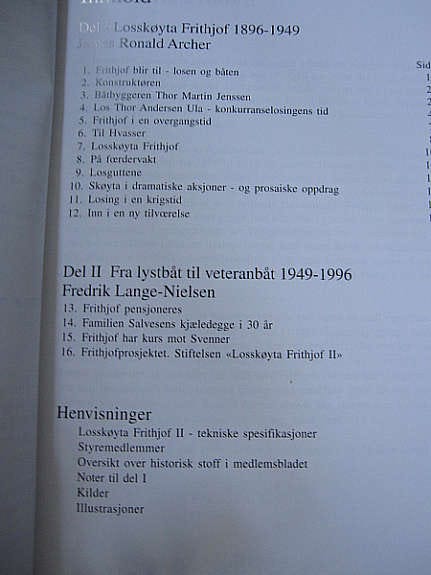 Innhold
Del I Losskøyta Frithjof 1896-1949
Ronald Archer
Sid
1. Frithjof blir til - losen og båten
2. Konstruktøren
3. Båtbyggeren Thor Martin Jenssen
4. Los Thor Andersen Ula - konkurranselosingens tid
5. Frithjof i en overgangstid
6. Til Hvasser
7. Losskøyta Frithjof
8. På færdervakt
9. Losguttene
10. Skøyta i dramatiske aksjoner - og prosaiske oppdrag
11. Losing i en krigstid
12. Inn i en ny tilværelse
Del II Fra lystbåt til veteranbåt 1949-1996
Fredrik Lange-Nielsen
13. Frithjof pensjoneres
14. Familien Salvesens kjæledegge i 30 år
15. Frithjof har kurs mot Svenner
16. Frithjofprosjektet. Stiftelsen «Losskøyta Frithjof II»
Henvisninger
Losskøyta Frithjof II - tekniske spesifikasjoner
Styremedlemmer
Oversikt over historisk stoff i medlemsbladet
Noter til del I
Kilder
Illustrasjoner